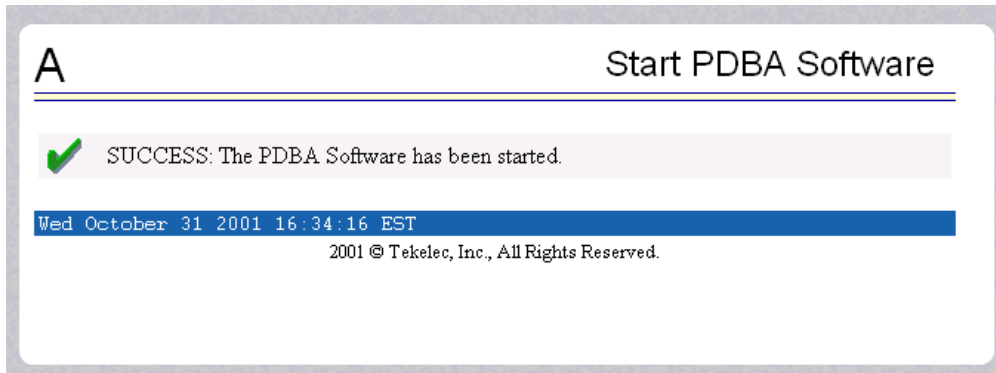 A
Start PDBA Software
SUCCESS: The PDBA Software has been started.
Wed October 31 2001 16:34:16 EST
2001 © Tekelec, Inc., All Rights Reserved.